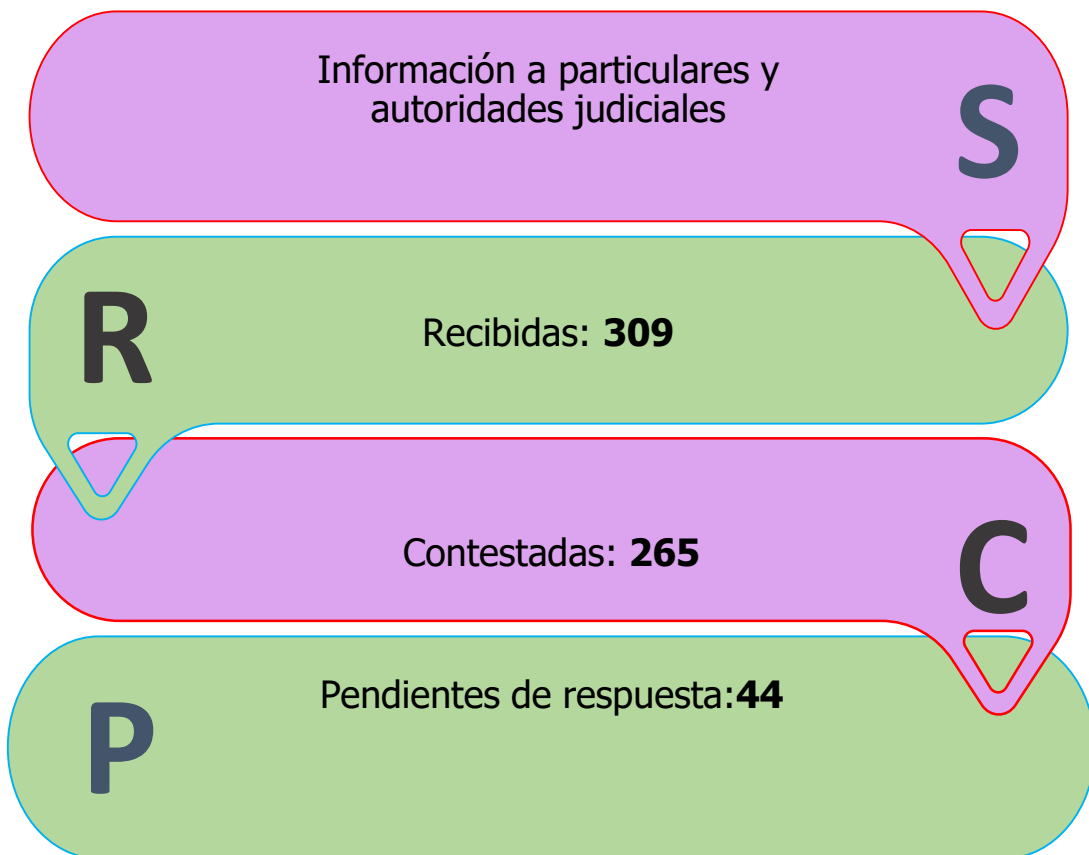 Información a particulares y
autoridades judiciales
S
R
Recibidas: 309
Contestadas: 265
C
Pendientes de respuesta:44
P